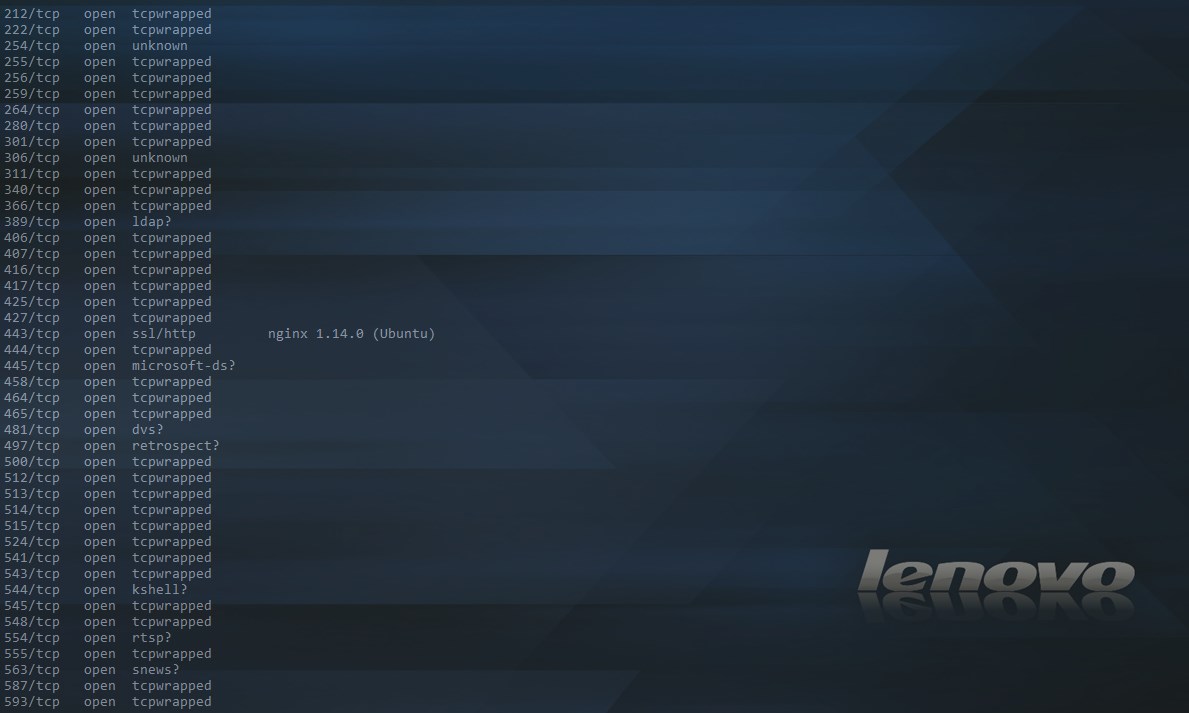 212/tcp open tcpwrapped
222/tcp open tcpwrapped
254/tcp open unknown
255/tcp open tcpwrapped
256/tcp open tcpwrapped
259/tcp open tcpwrapped
264/tcp open tcpwrapped
280/tcp open tcpwrapped
301/tcp open tcpwrapped
306/tcp open unknown
311/tcp open tcpwrapped
340/tcp open tcpwrapped
366/tcp open tcpwrapped
389/tcp open ldap?
406/tcp open tcpwrapped
407/tcp open tcpwrapped
416/tcp open tcpwrapped
417/tcp open tcpwrapped
425/tcp open tcpwrapped
427/tcp open tcpwrapped
443/tcp open ssl/http nginx 1.14.0 (Ubuntu)
444/tcp open tcpwrapped
445/tcp open microsoft-ds?
458/tcp open tcpwrapped
464/tcp open tcpwrapped
465/tcp open tcpwrapped
481/tcp open dvs?
497/tcp open retrospect?
500/tcp open tcpwrapped
512/tcp open tcpwrapped
513/tcp open tcpwrapped
514/tcp open tcpwrapped
515/tcp open tcpwrapped
524/tcp open tcpwrapped
541/tcp open tcpwrapped
543/tcp open tcpwrapped
544/tcp open kshell?
545/tcp open tcpwrapped
548/tcp open tcpwrapped
554/tcp open rtsp?
555/tcp open tcpwrapped
563/tcp open snews?
587/tcp open tcpwrapped
593/tcp open tcpwrapped
lenovo